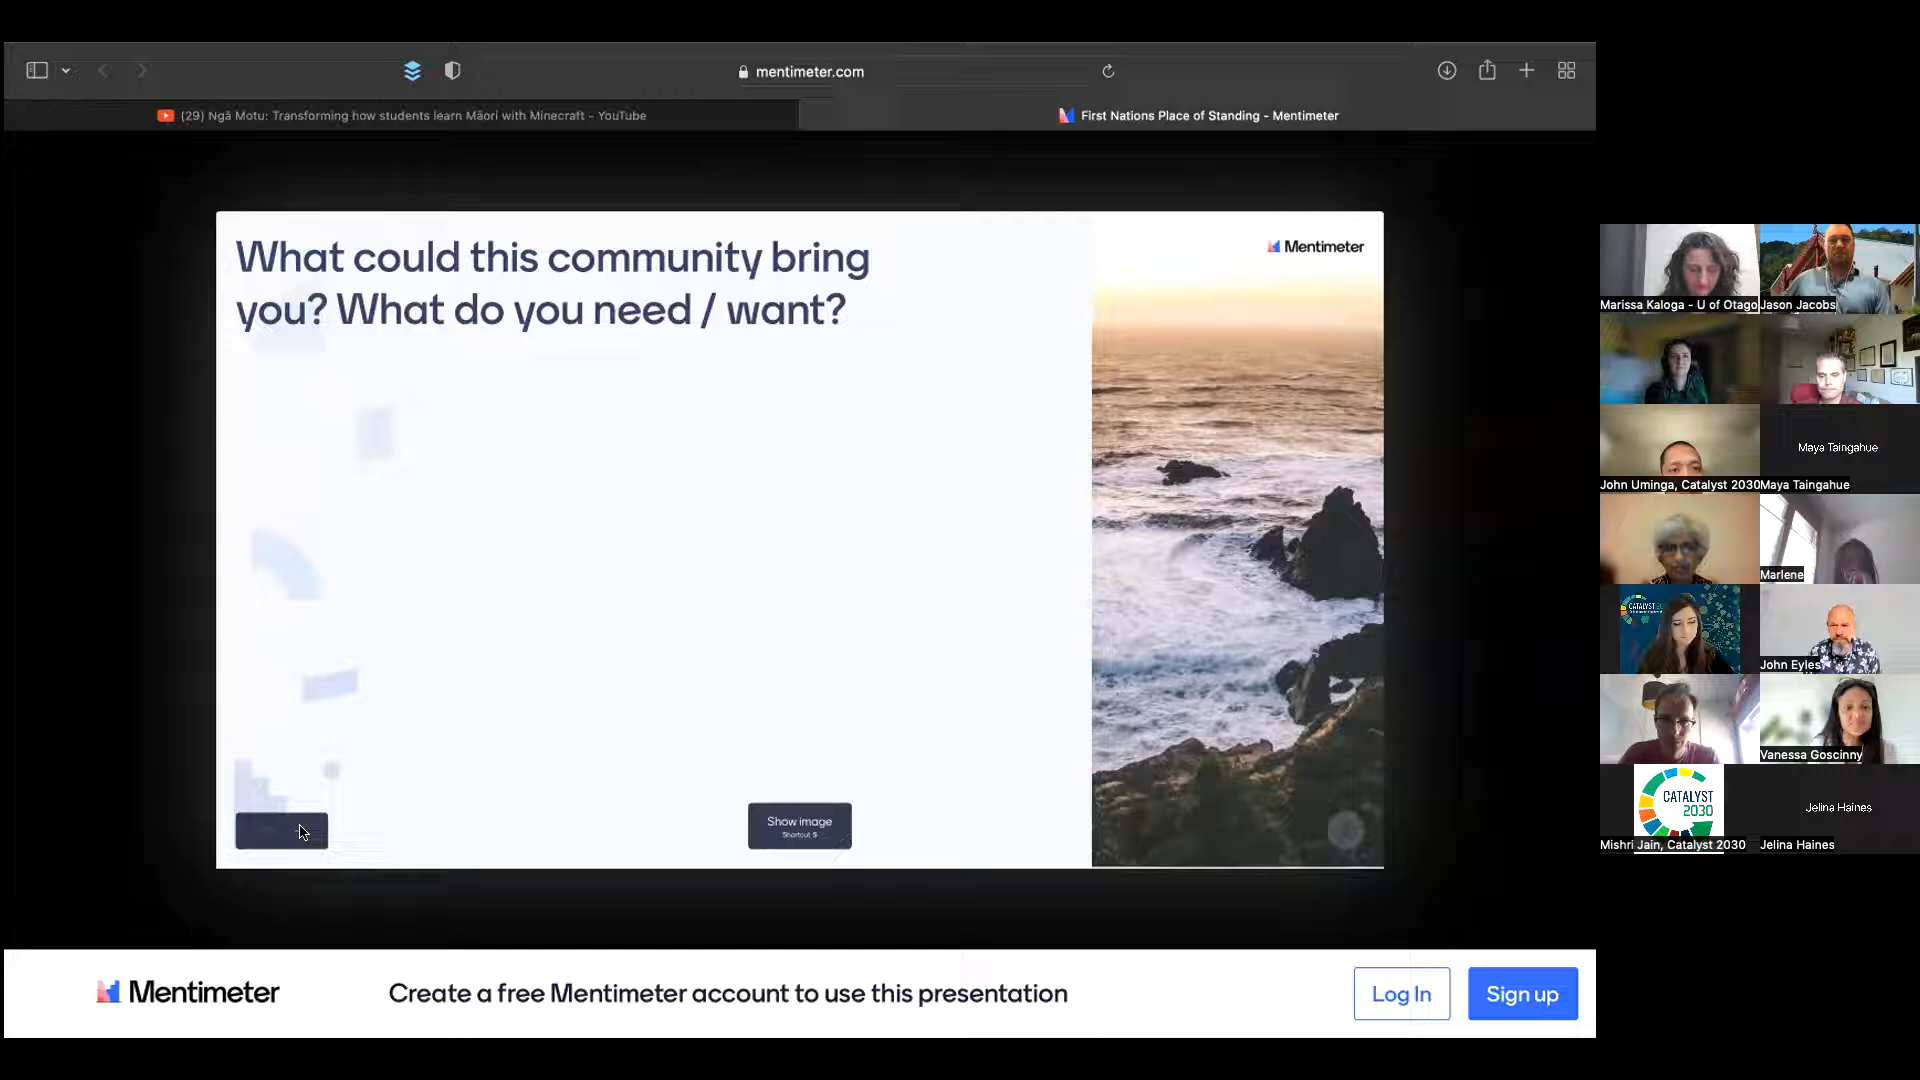 mentimeter.com
(29) Ngā Motu: Transforming how students learn Māori with Minecraft - YouTube
First Nations Place of Standing - Mentimeter
What could this community bring
you? What do you need / want?
Mentimeter
Show image
Shortcut S
Mentimeter
Create a free Mentimeter account to use this presentation
Log In
Sign up
Marissa Kaloga - U of Otago
Jason Jacobs
Maya Taingahue
John Uminga, Catalyst 2030
Maya Taingahue
Marlene
John Eyles
Vanessa Goscinny
CATALYST
2030
Jelina Haines
Mishri Jain, Catalyst 2030
Jelina Haines